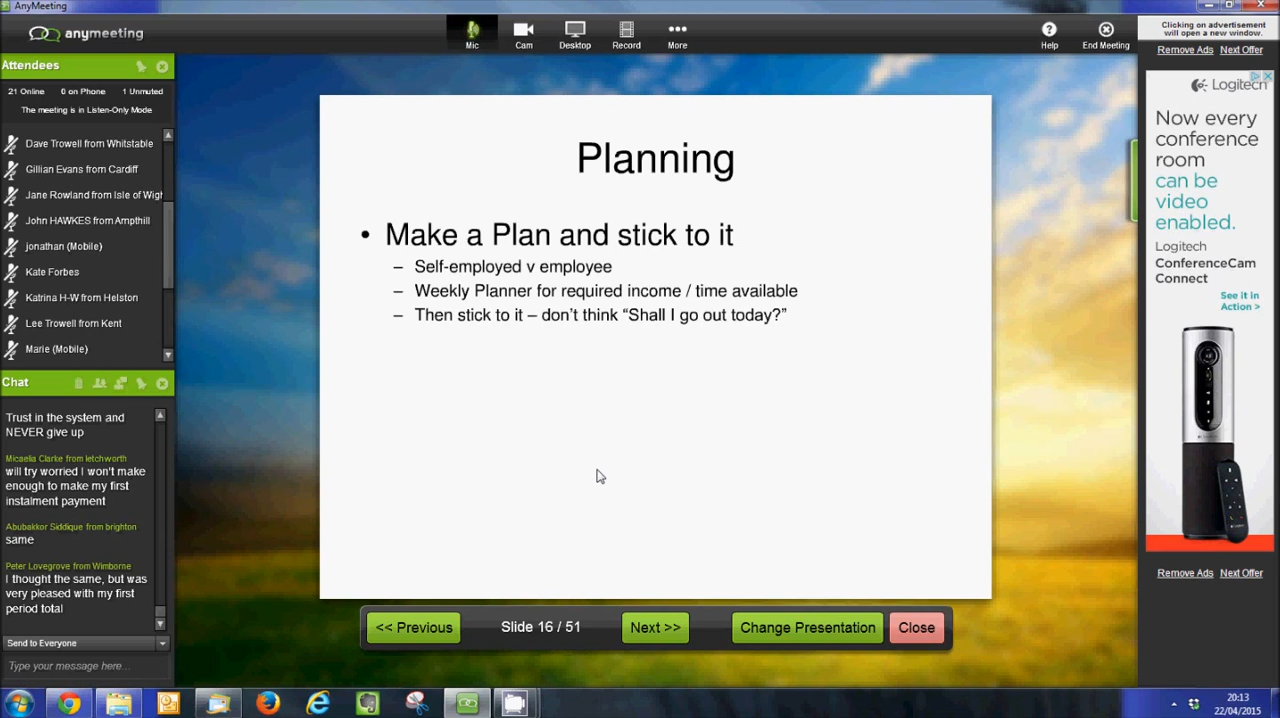 AnyMeeting
anymeeting
Mic
Cam
Desktop
Record
More
Help
End Meeting
Clicking on advertisement
will open a new window.
Remove Ads Next Offer
Attendees
21 Online 0 on Phone 1 Unmuted
The meeting is in Listen-Only Mode
Dave Trowell from Whitstable
Gillian Evans from Cardiff
Jane Rowland from Isle of Wigh
John HAWKES from Ampthill
jonathan (Mobile)
Kate Forbes
Katrina H-W from Helston
Lee Trowell from Kent
Marie (Mobile)
Chat
Trust in the system and
NEVER give up
Micaelia Clarke from letchworth
will try worried I won't make
enough to make my first
instalment payment
Abubakkor Siddique from brighton
same
Peter Lovegrove from Wimborne
I thought the same, but was
very pleased with my first
period total
Send to Everyone
Type your message here...
Planning
• Make a Plan and stick to it
– Self-employed v employee
– Weekly Planner for required income / time available
– Then stick to it – don't think “Shall I go out today?”
<< Previous
Slide 16 / 51
Next >>
Change Presentation
Close
Logitech
Now every
conference
room
can be
video
enabled.
Logitech
ConferenceCam
Connect
See it in
Action >
Remove Ads Next Offer
20:13
22/04/2015